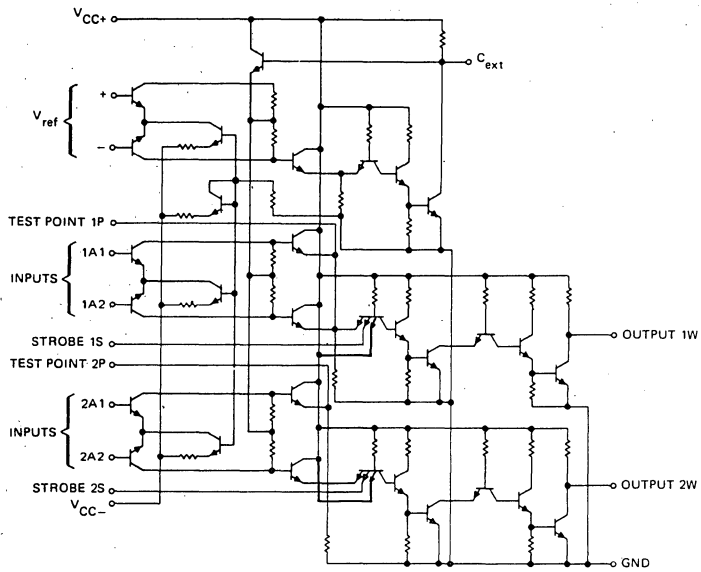 VCC+
Cext
+
Vref
−
TEST POINT 1P
1A1
INPUTS
1A2
STROBE 1S
OUTPUT 1W
TEST POINT 2P
2A1
INPUTS
2A2
STROBE 2S
OUTPUT 2W
VCC−
GND